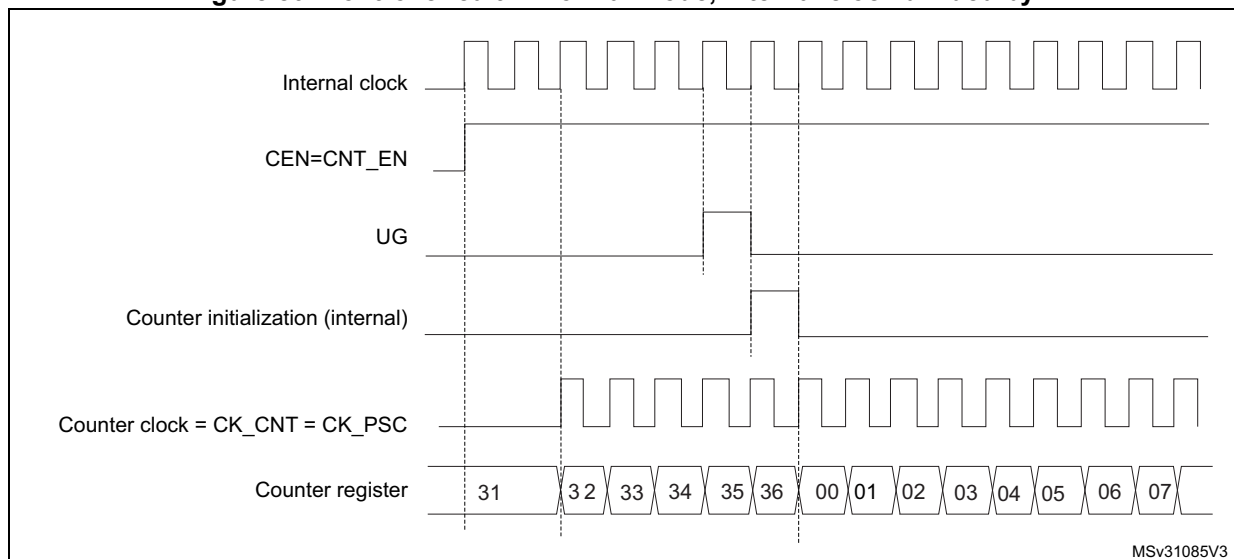 Internal clock
CEN=CNT_EN
UG
Counter initialization (internal)
Counter clock = CK_CNT = CK_PSC
Counter register 31 32 33 34 35 36 00 01 02 03 04 05 06 07
MSv31085V3